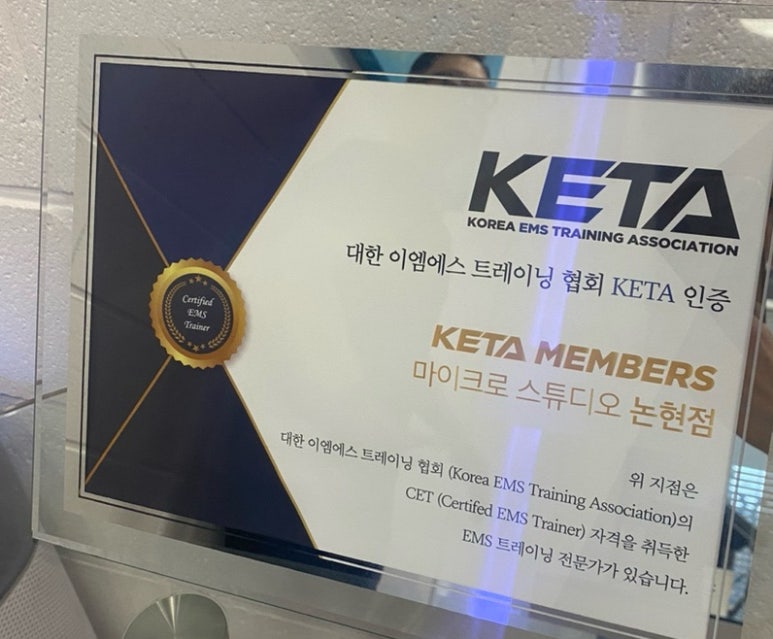 KETA
KOREA EMS TRAINING ASSOCIATION
대한 이엠에스 트레이닝 협회 KETA 인증
Certified
EMS
Trainer
KETA MEMBERS
마이크로 스튜디오 논현점
위 지점은
대한 이엠에스 트레이닝 협회 (Korea EMS Training Association)의
CET (Certifed EMS Trainer) 자격을 취득한
EMS 트레이닝 전문가가 있습니다.